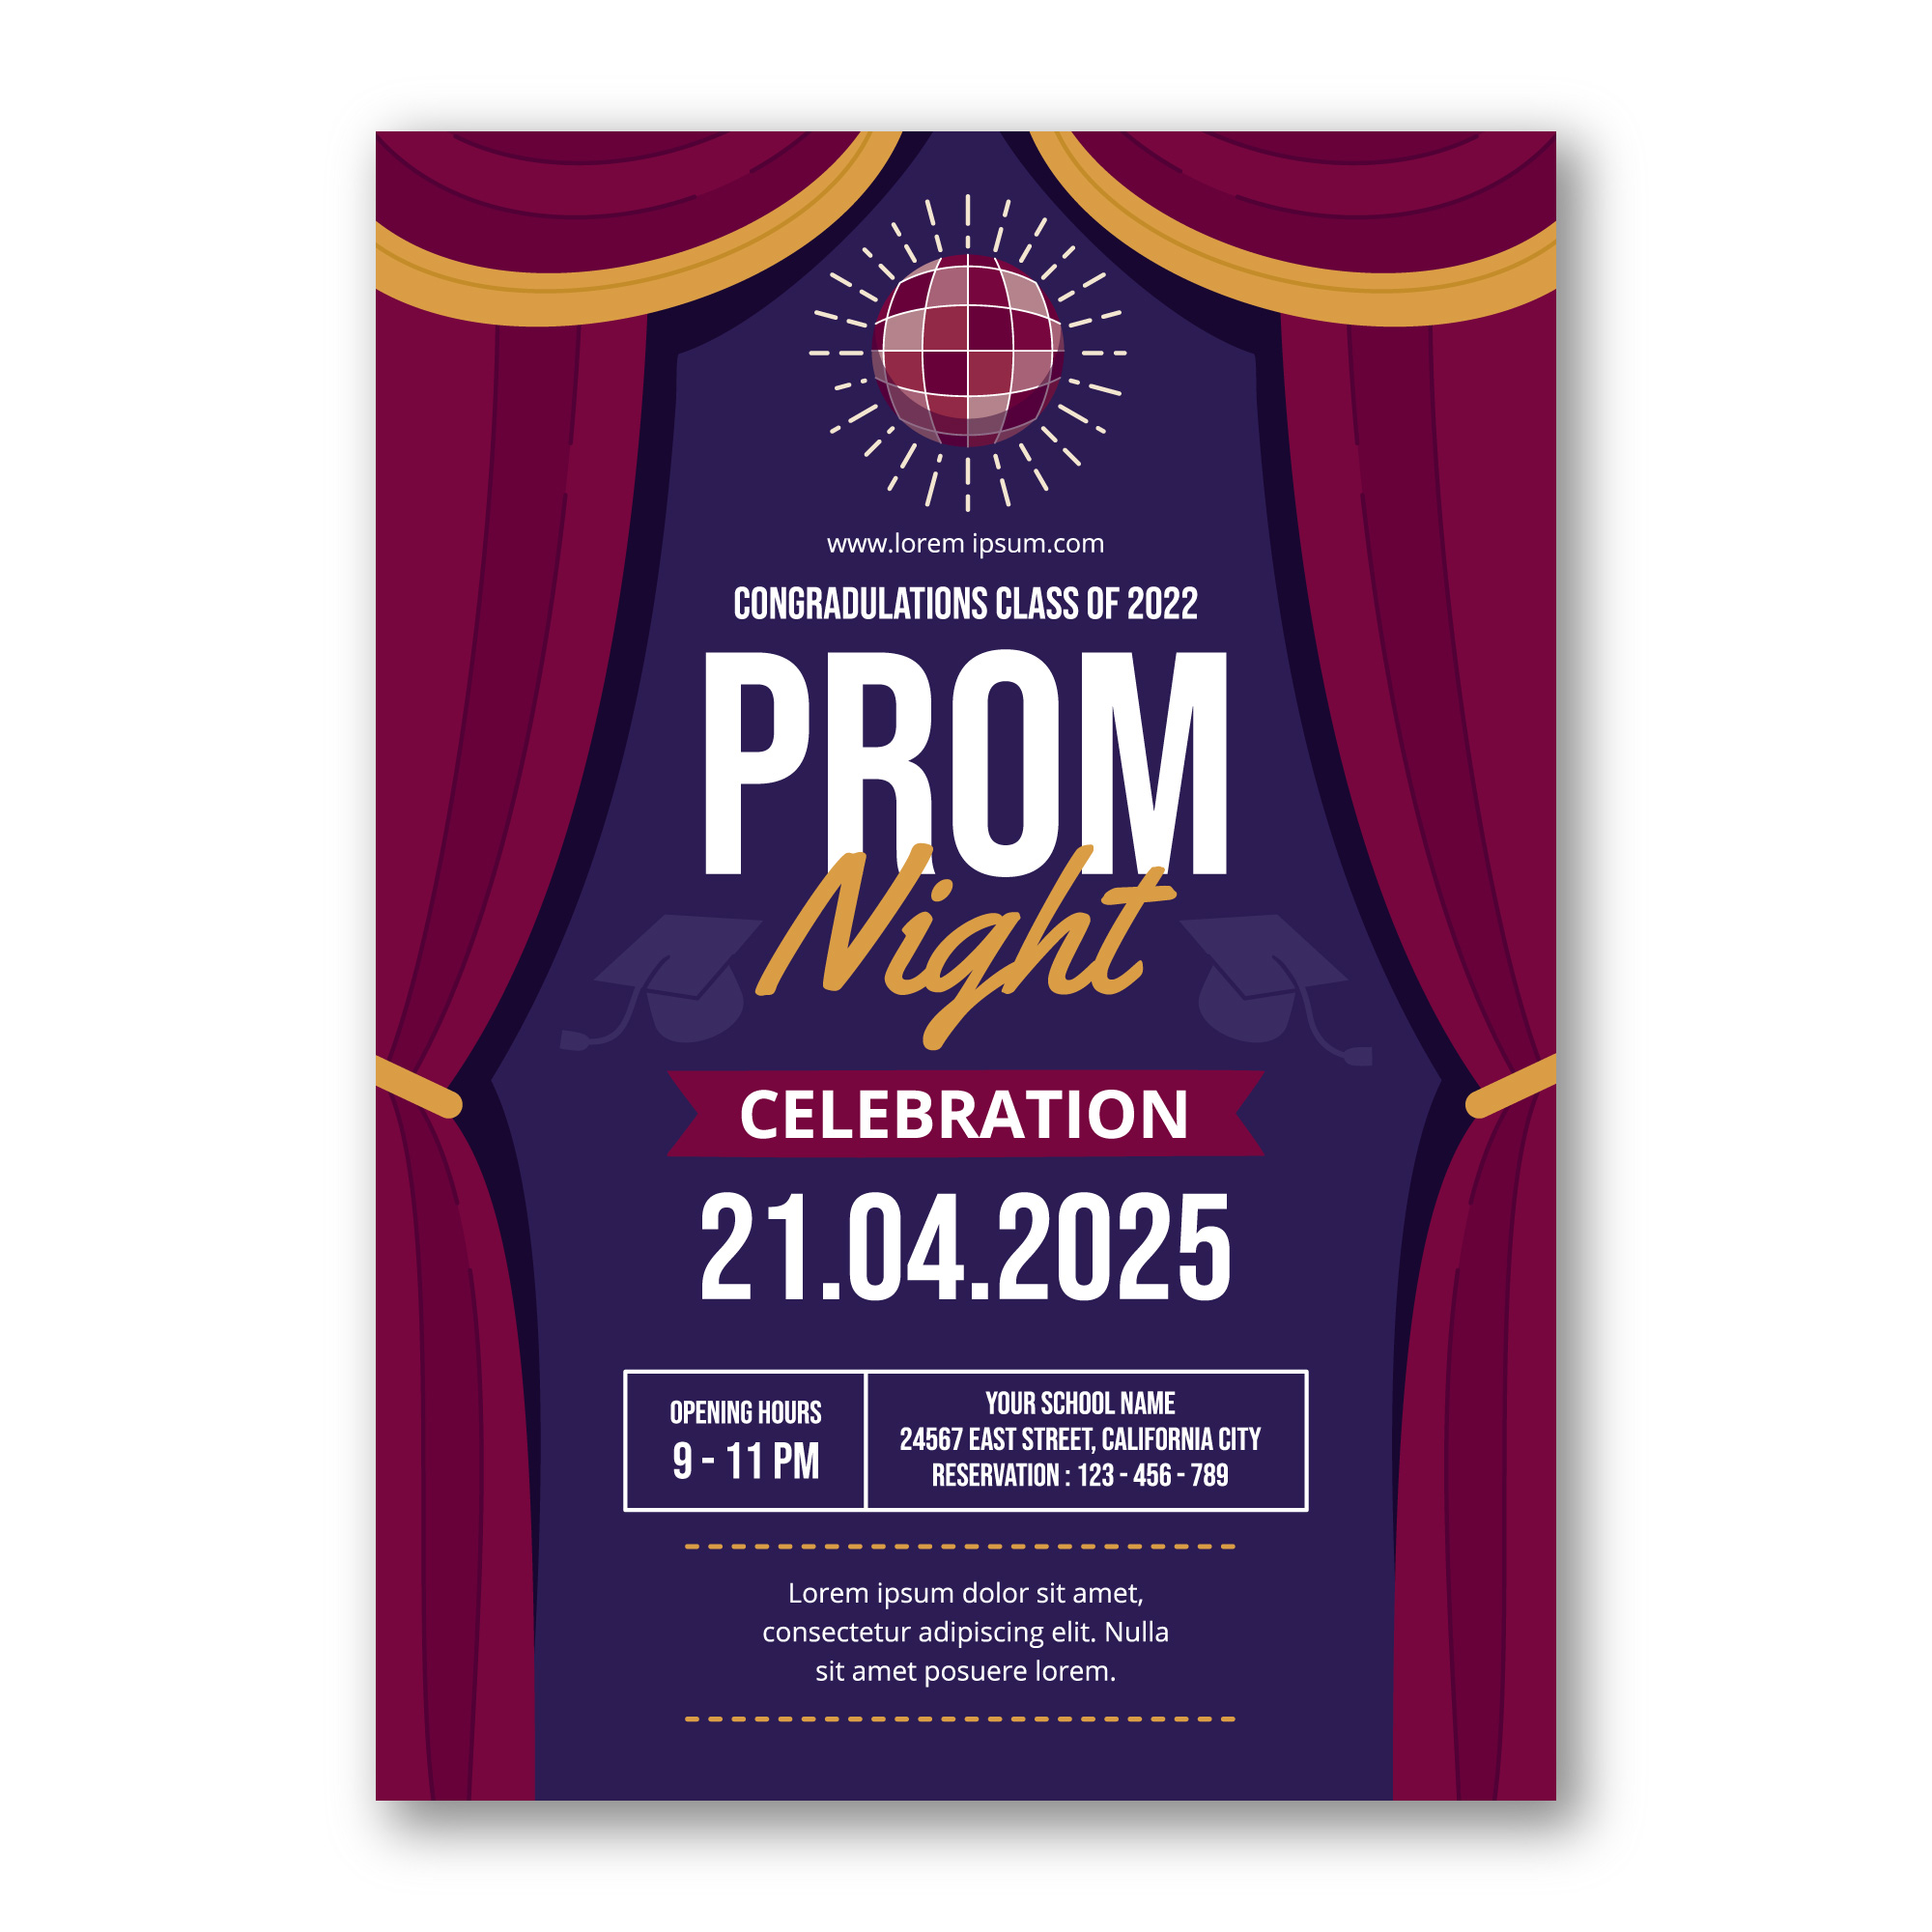 www.lorem ipsum.com
CONGRADULATIONS CLASS OF 2022
PROM
Night
CELEBRATION
21.04.2025
OPENING HOURS
9 - 11 PM
YOUR SCHOOL NAME
24567 EAST STREET, CALIFORNIA CITY
RESERVATION : 123 - 456 - 789
Lorem ipsum dolor sit amet,
consectetur adipiscing elit. Nulla
sit amet posuere lorem.